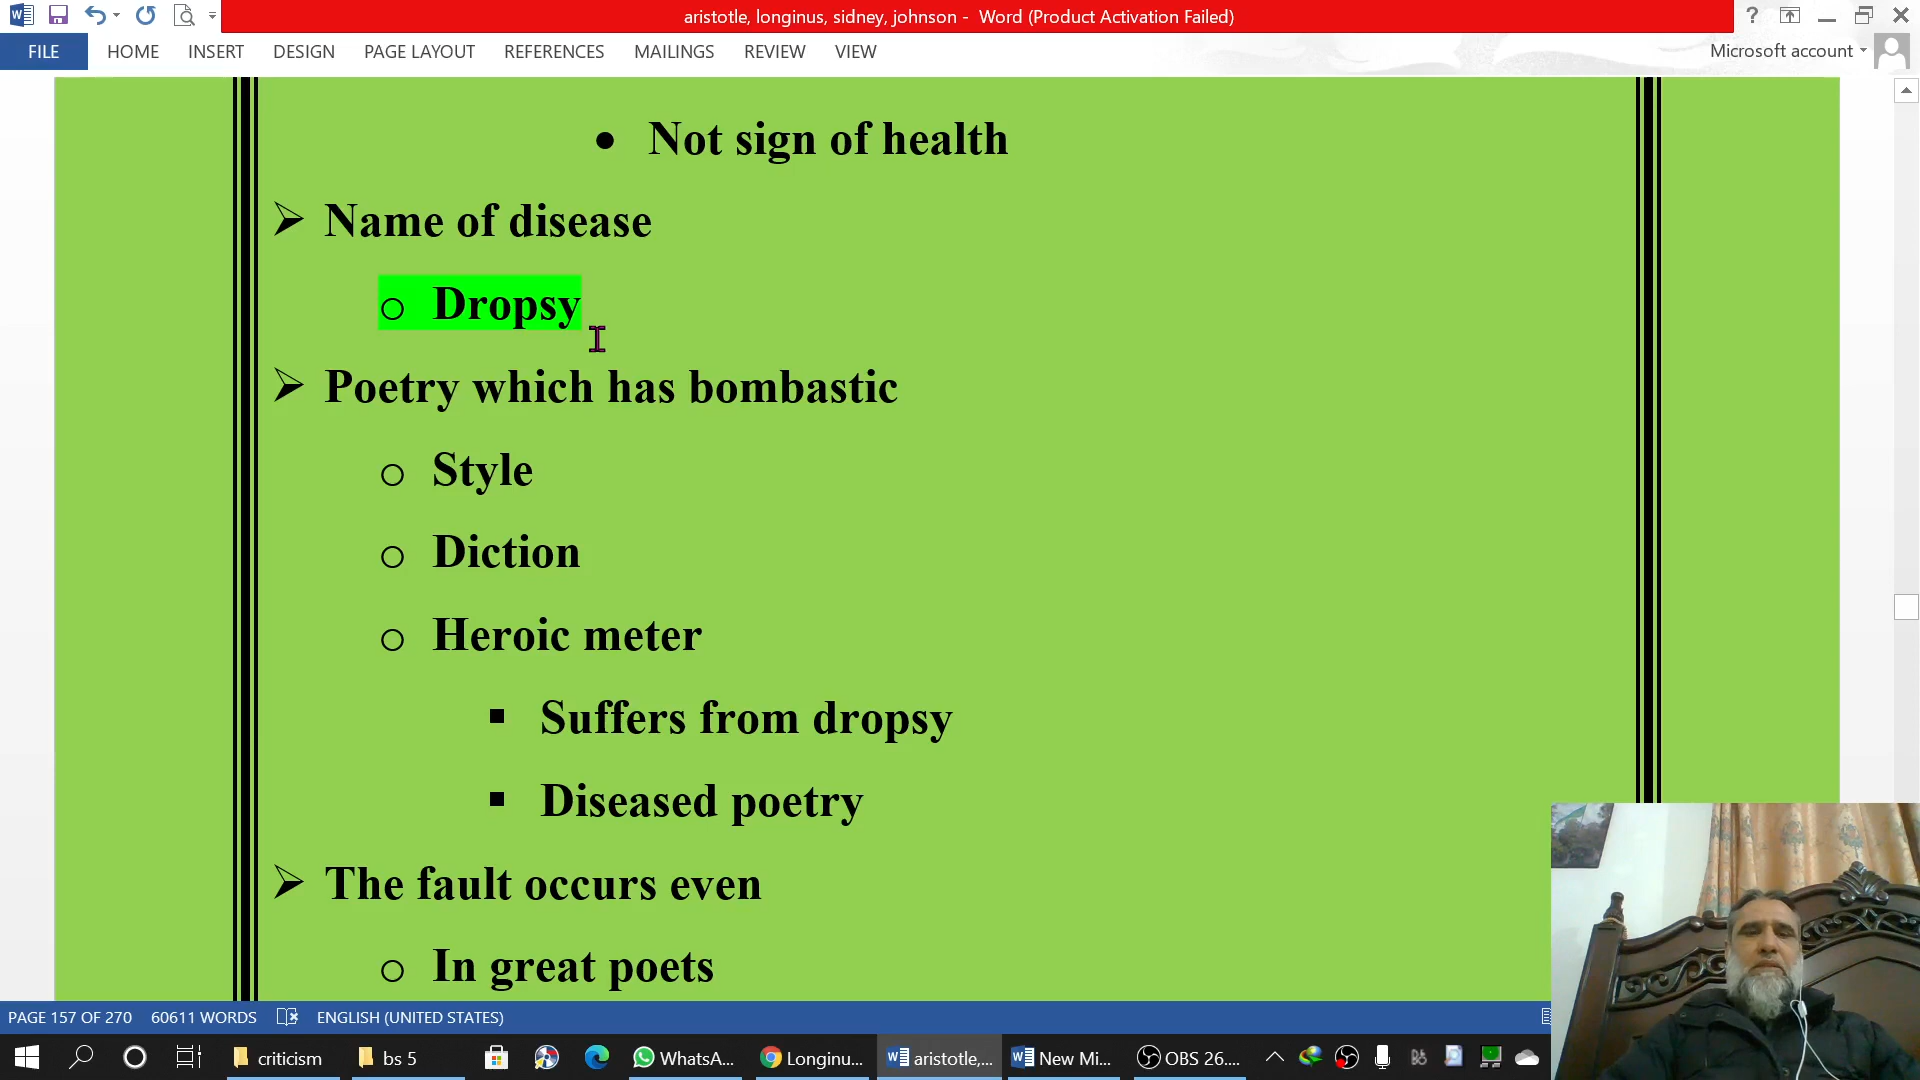 aristotle, longinus, sidney, johnson - Word (Product Activation Failed)
?
FILE HOME INSERT DESIGN PAGE LAYOUT REFERENCES MAILINGS REVIEW VIEW Microsoft account
• Not sign of health
➢ Name of disease
o Dropsy
➢ Poetry which has bombastic
o Style
o Diction
o Heroic meter
▪ Suffers from dropsy
▪ Diseased poetry
➢ The fault occurs even
o In great poets
PAGE 157 OF 270 60611 WORDS ENGLISH (UNITED STATES)
criticism bs 5 WhatsA... Longinu... aristotle,... New Mi... OBS 26....